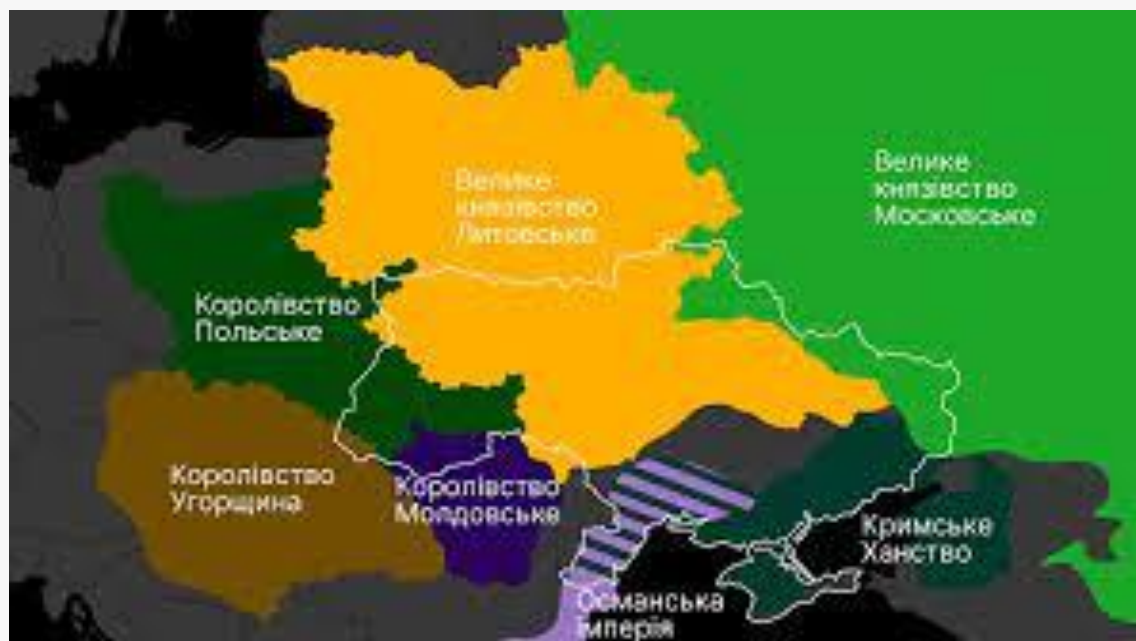 Велике
князівство
Литовське
Велике
князівство
Московське
Королівство
Польське
Королівство
Угорщина
Королівство
Молдовське
Кримське
Ханство
Османська
імперія